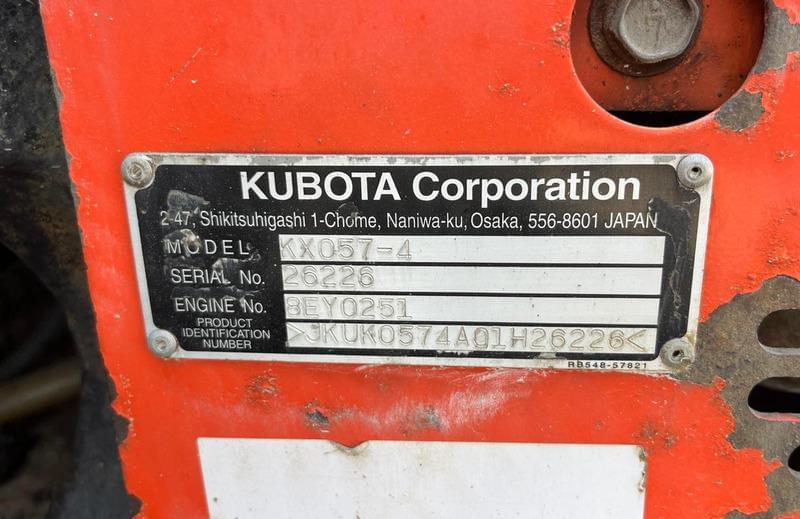 KUBOTA Corporation
2-47, Shikitsuhigashi 1-Chome, Naniwa-ku, Osaka, 556-8601 JAPAN
MODEL KX057-4
SERIAL No. 26226
ENGINE No. 8EY0251
PRODUCT
IDENTIFICATION
NUMBER
>JKUK0574A01H26226<
RB548-57821